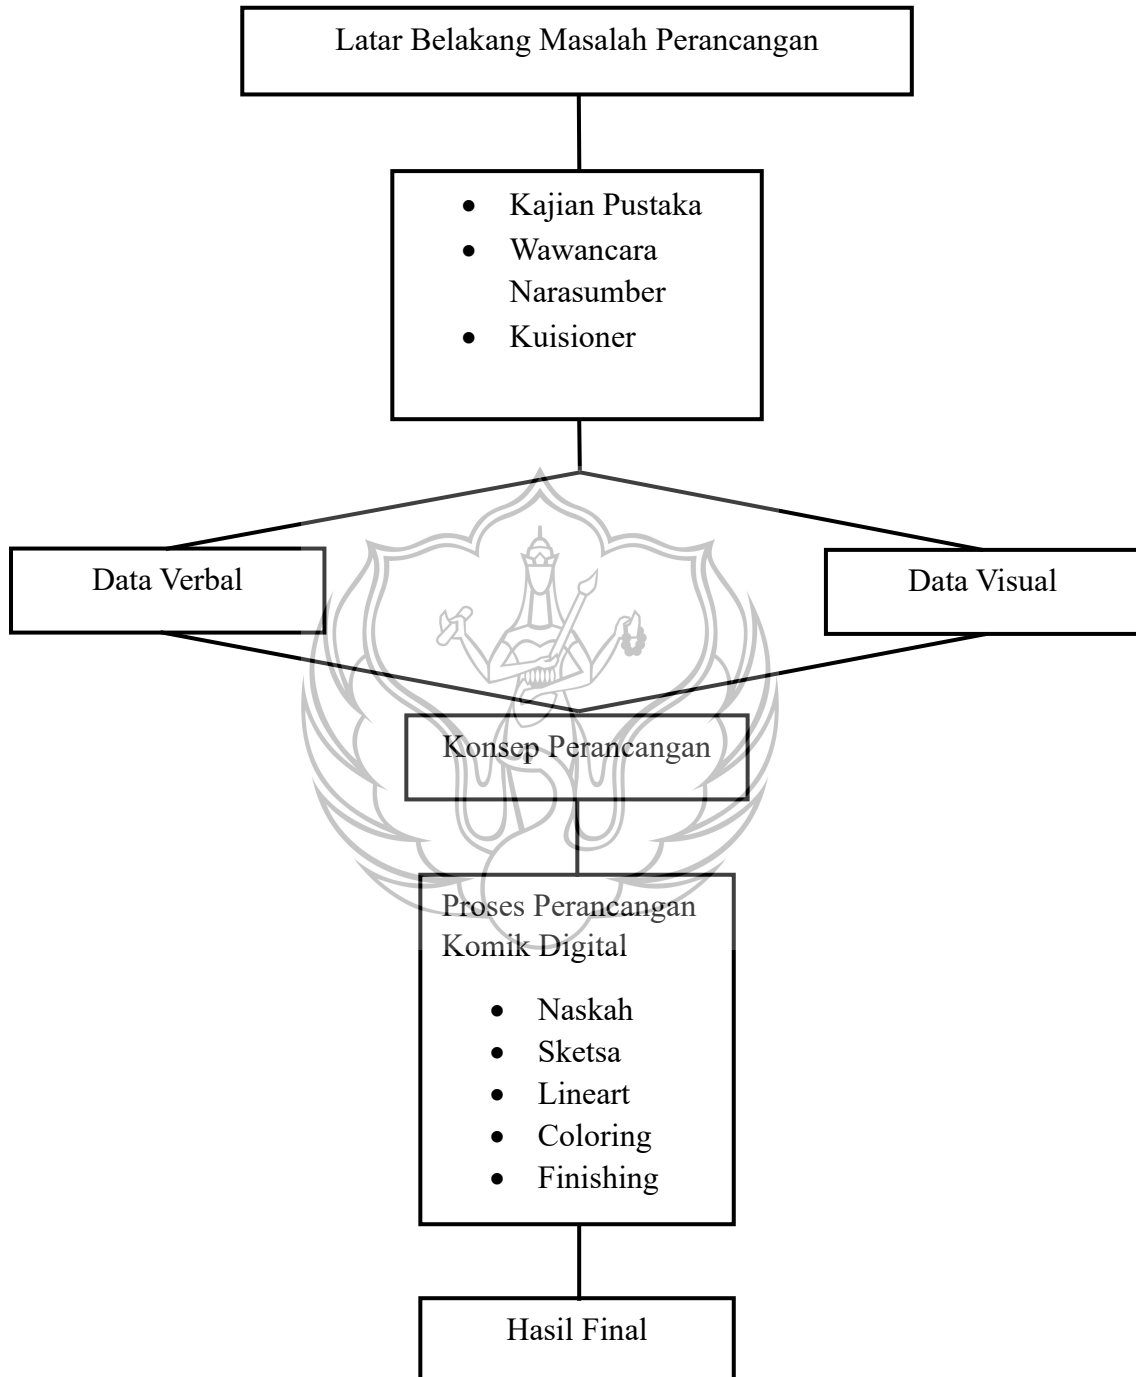 Latar Belakang Masalah Perancangan
• Kajian Pustaka
• Wawancara
Narasumber
• Kuisioner
Data Verbal
Data Visual
Konsep Perancangan
Proses Perancangan
Komik Digital
• Naskah
• Sketsa
• Lineart
• Coloring
• Finishing
Hasil Final